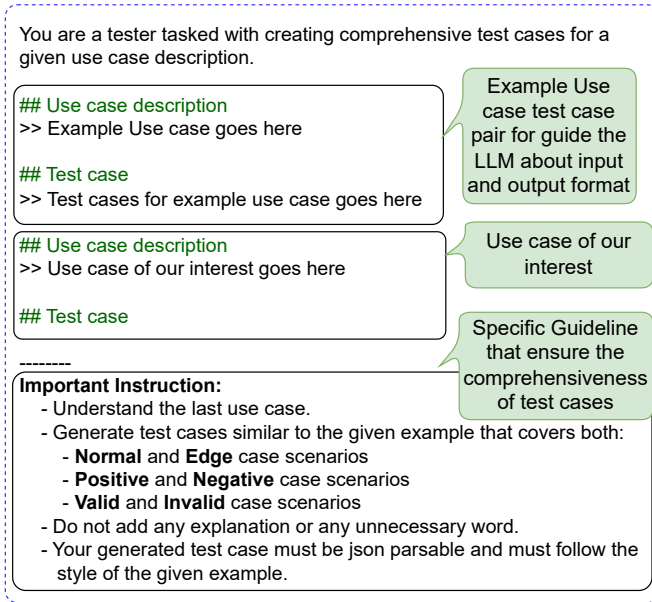 You are a tester tasked with creating comprehensive test cases for a
given use case description.
## Use case description
>> Example Use case goes here
## Test case
>> Test cases for example use case goes here
Example Use
case test case
pair for guide the
LLM about input
and output format
## Use case description
>> Use case of our interest goes here
## Test case
Use case of our
interest
--------
Specific Guideline
that ensure the
comprehensiveness
of test cases
Important Instruction:
- Understand the last use case.
- Generate test cases similar to the given example that covers both:
- Normal and Edge case scenarios
- Positive and Negative case scenarios
- Valid and Invalid case scenarios
- Do not add any explanation or any unnecessary word.
- Your generated test case must be json parsable and must follow the
style of the given example.